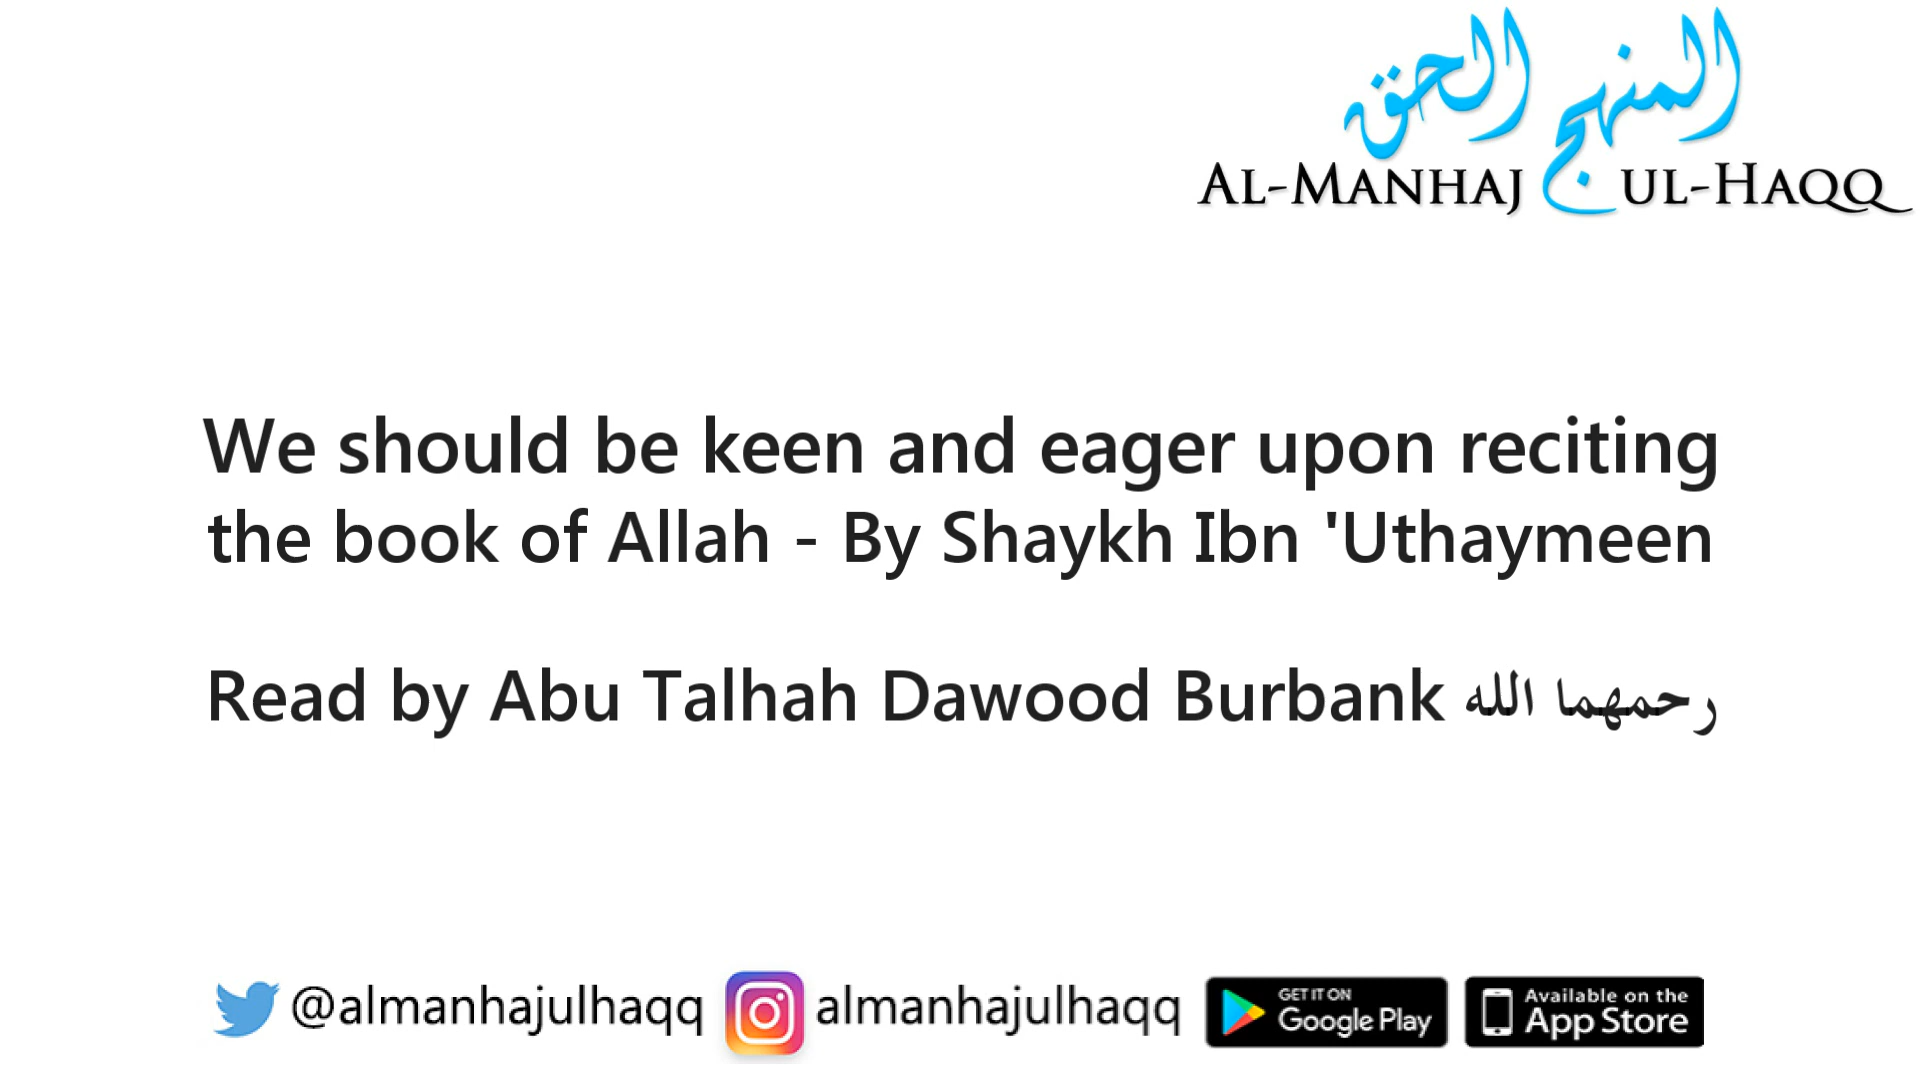 المنهج الحق
AL-MANHAJ UL-HAQQ
We should be keen and eager upon reciting
the book of Allah - By Shaykh Ibn 'Uthaymeen
Read by Abu Talhah Dawood Burbank رحمهما الله
@almanhajulhaqq almanhajulhaqq GET IT ON Google Play Available on the App Store